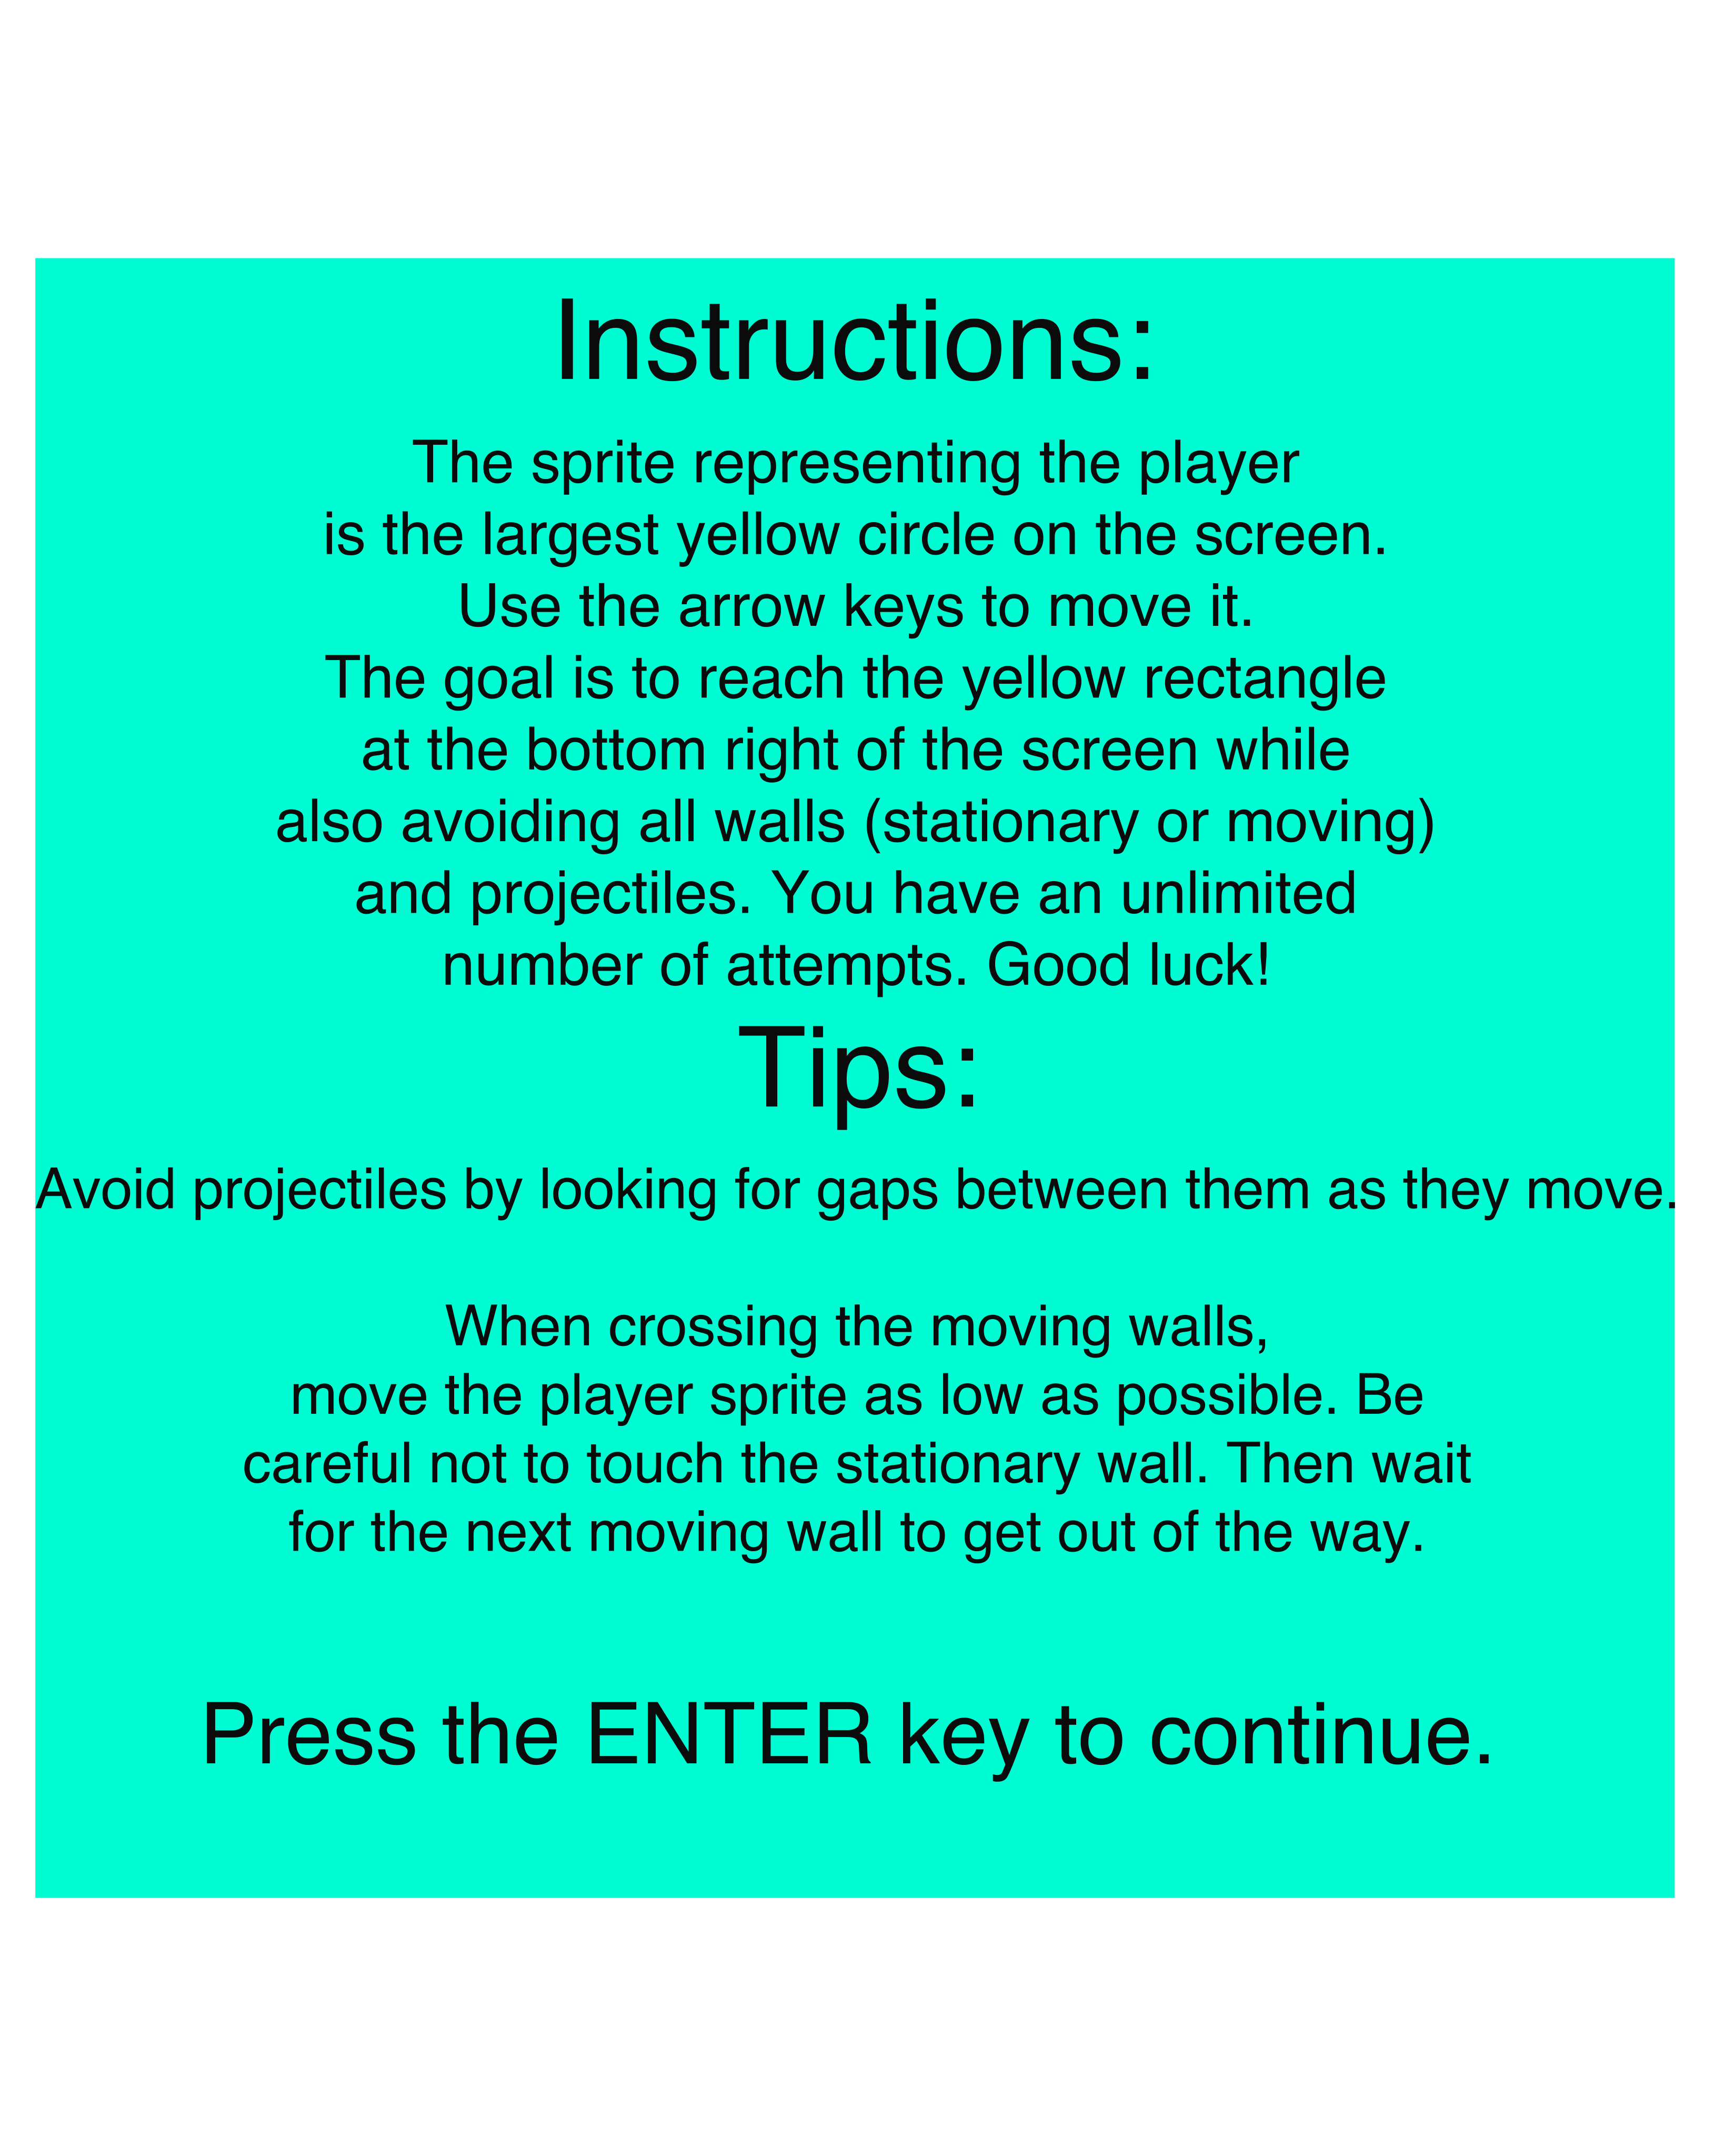 Instructions:
The sprite representing the player
is the largest yellow circle on the screen.
Use the arrow keys to move it.
The goal is to reach the yellow rectangle
at the bottom right of the screen while
also avoiding all walls (stationary or moving)
and projectiles. You have an unlimited
number of attempts. Good luck!
Tips:
Avoid projectiles by looking for gaps between them as they move.
When crossing the moving walls,
move the player sprite as low as possible. Be
careful not to touch the stationary wall. Then wait
for the next moving wall to get out of the way.
Press the ENTER key to continue.